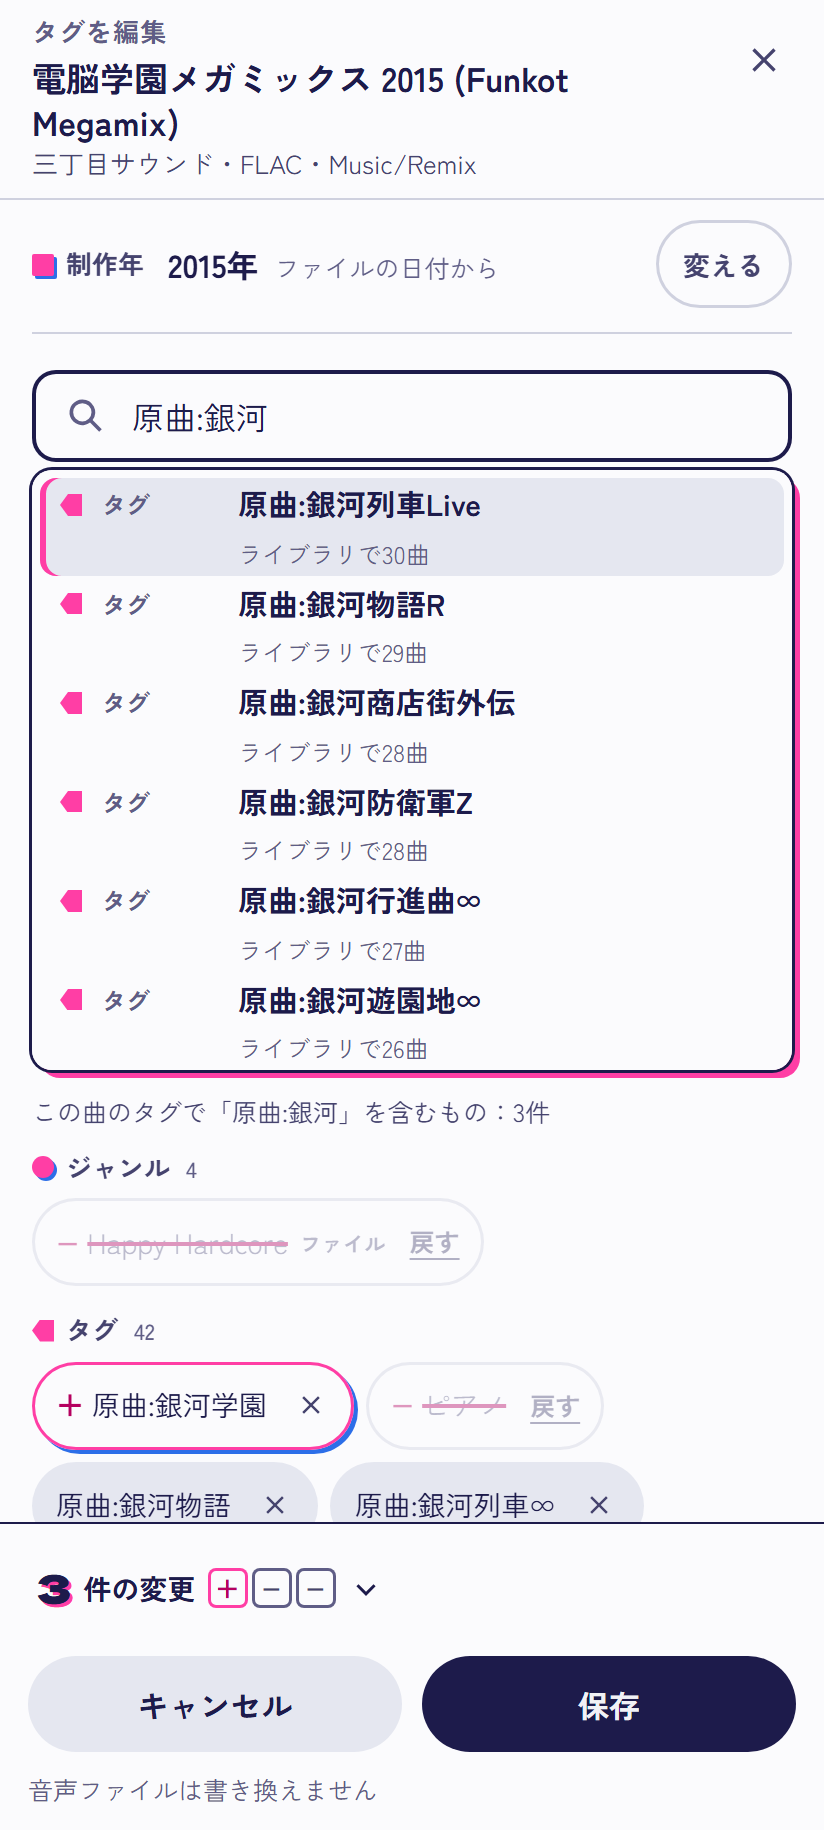 タグを編集
電脳学園メガミックス 2015 (Funkot
Megamix)
三丁目サウンド・FLAC・Music/Remix
制作年 2015年 ファイルの日付から 変える
原曲:銀河
タグ 原曲:銀河列車Live
ライブラリで30曲
タグ 原曲:銀河物語R
ライブラリで29曲
タグ 原曲:銀河商店街外伝
ライブラリで28曲
タグ 原曲:銀河防衛軍Z
ライブラリで28曲
タグ 原曲:銀河行進曲∞
ライブラリで27曲
タグ 原曲:銀河遊園地∞
ライブラリで26曲
この曲のタグで「原曲:銀河」を含むもの：3件
ジャンル 4
− Happy Hardcore ファイル 戻す
タグ 42
+ 原曲:銀河学園 × − ピアノ 戻す
原曲:銀河物語 × 原曲:銀河列車∞ ×
3 件の変更 + − −
キャンセル 保存
音声ファイルは書き換えません